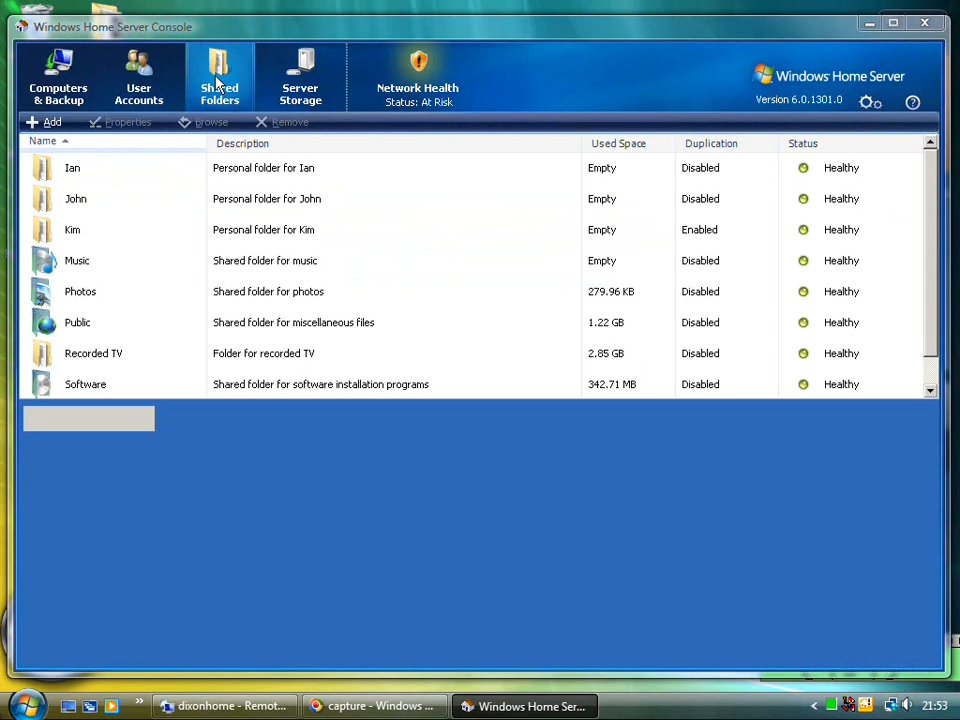 Windows Home Server Console
Computers & Backup
User Accounts
Shared Folders
Server Storage
Network Health
Status: At Risk
Windows Home Server
Version 6.0.1301.0
Add
Properties
Browse
Remove
Name Description Used Space Duplication Status
Ian Personal folder for Ian Empty Disabled Healthy
John Personal folder for John Empty Disabled Healthy
Kim Personal folder for Kim Empty Enabled Healthy
Music Shared folder for music Empty Disabled Healthy
Photos Shared folder for photos 279.96 KB Disabled Healthy
Public Shared folder for miscellaneous files 1.22 GB Disabled Healthy
Recorded TV Folder for recorded TV 2.85 GB Disabled Healthy
Software Shared folder for software installation programs 342.71 MB Disabled Healthy
dixonhome - Remot...
capture - Windows ...
Windows Home Ser...
21:53